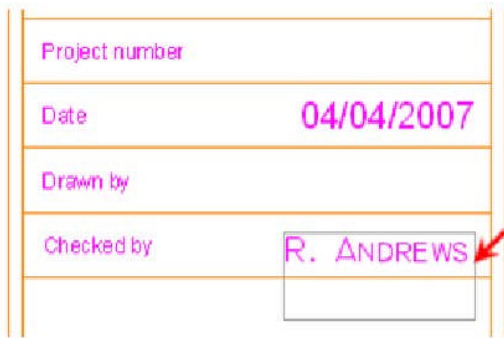 Project number
Date 04/04/2007
Drawn by
Checked by R. ANDREWS